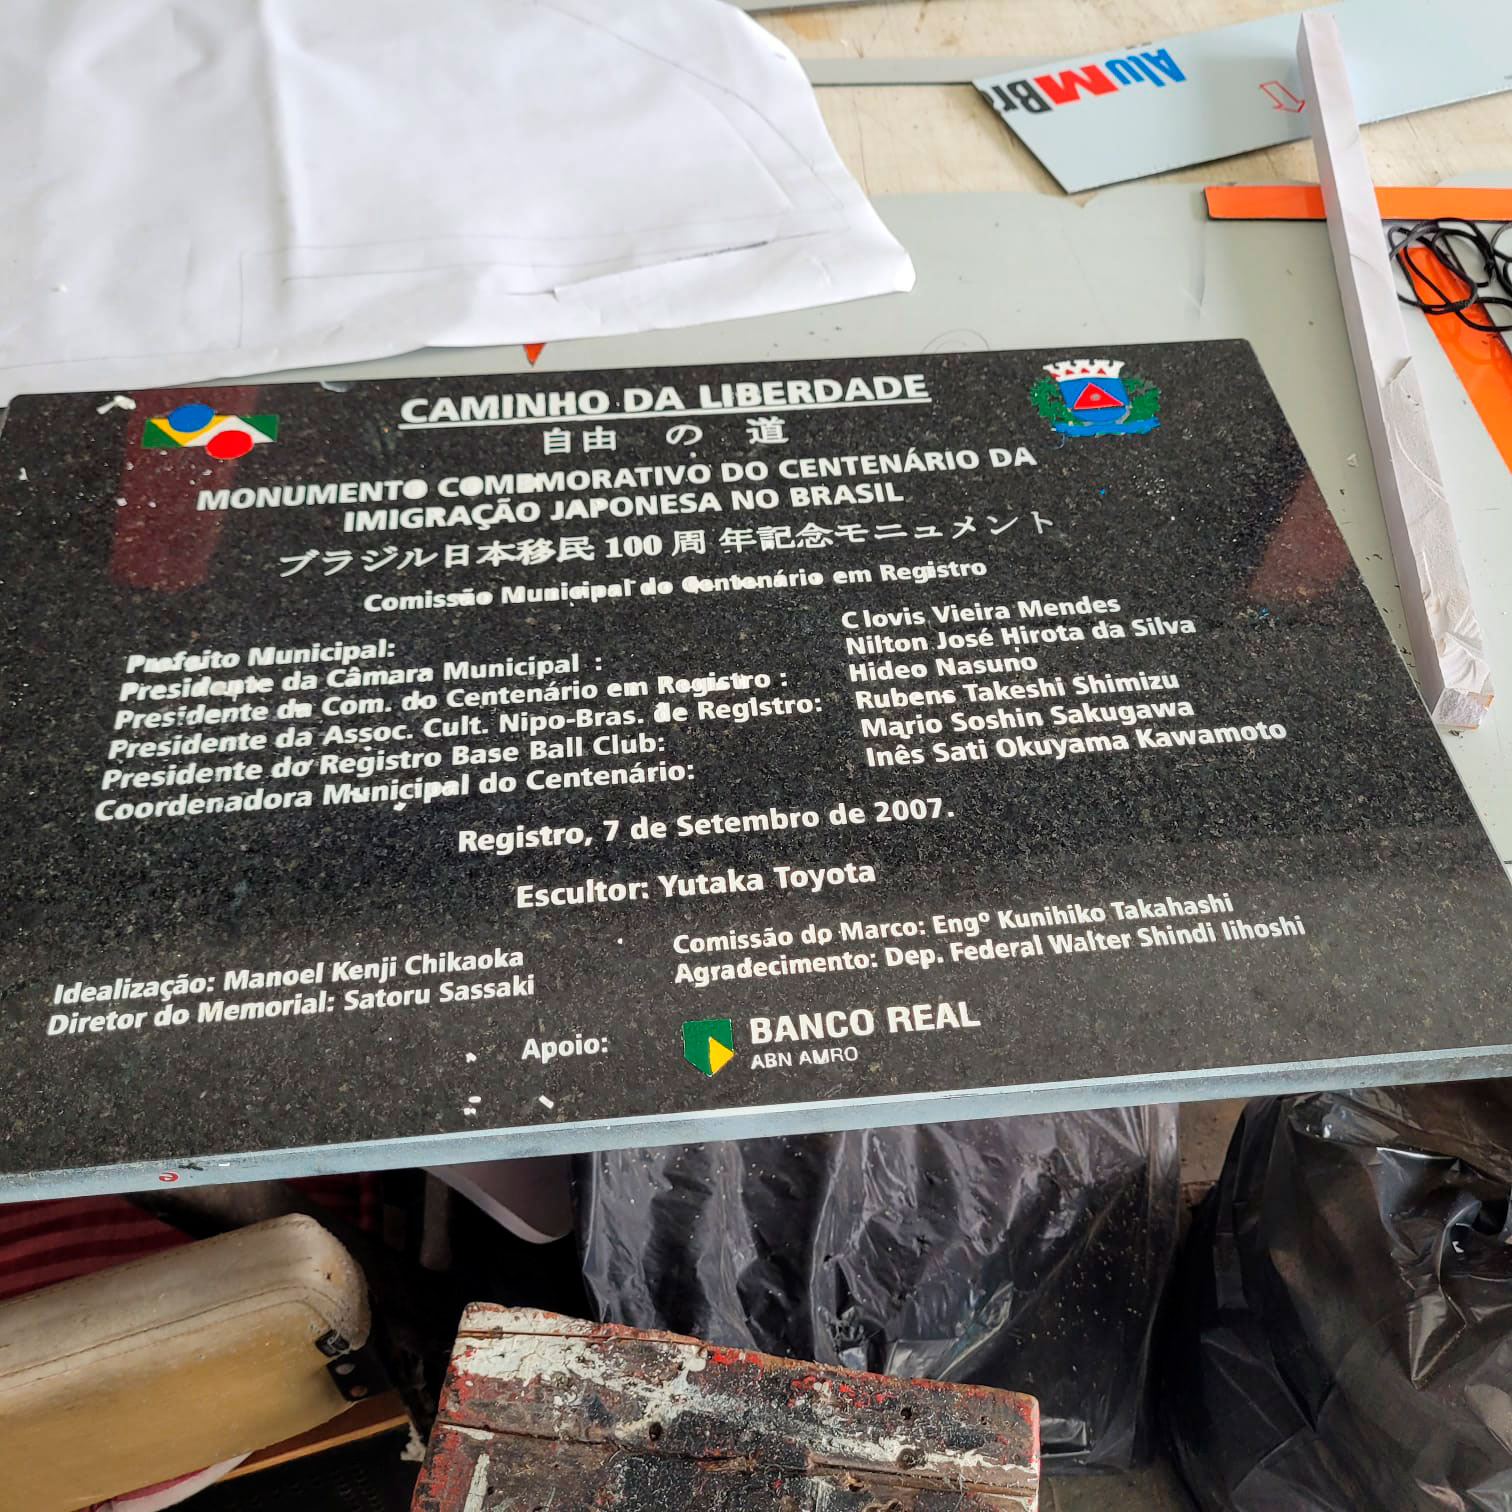 AluMBr
CAMINHO DA LIBERDADE
自由 の 道
MONUMENTO COMEMORATIVO DO CENTENÁRIO DA
IMIGRAÇÃO JAPONESA NO BRASIL
ブラジル日本移民 100 周 年記念モニュメント
Comissão Municipal do Centenário em Registro
Prefeito Municipal: Clovis Vieira Mendes
Presidente da Câmara Municipal : Nilton José Hirota da Silva
Presidente da Com. do Centenário em Registro : Hideo Nasuno
Presidente da Assoc. Cult. Nipo-Bras. de Registro: Rubens Takeshi Shimizu
Presidente do Registro Base Ball Club: Mario Soshin Sakugawa
Coordenadora Municipal do Centenário: Inês Sati Okuyama Kawamoto
Registro, 7 de Setembro de 2007.
Escultor: Yutaka Toyota
Idealização: Manoel Kenji Chikaoka
Diretor do Memorial: Satoru Sassaki
Comissão do Marco: Engº Kunihiko Takahashi
Agradecimento: Dep. Federal Walter Shindi Iihoshi
Apoio: BANCO REAL
ABN AMRO